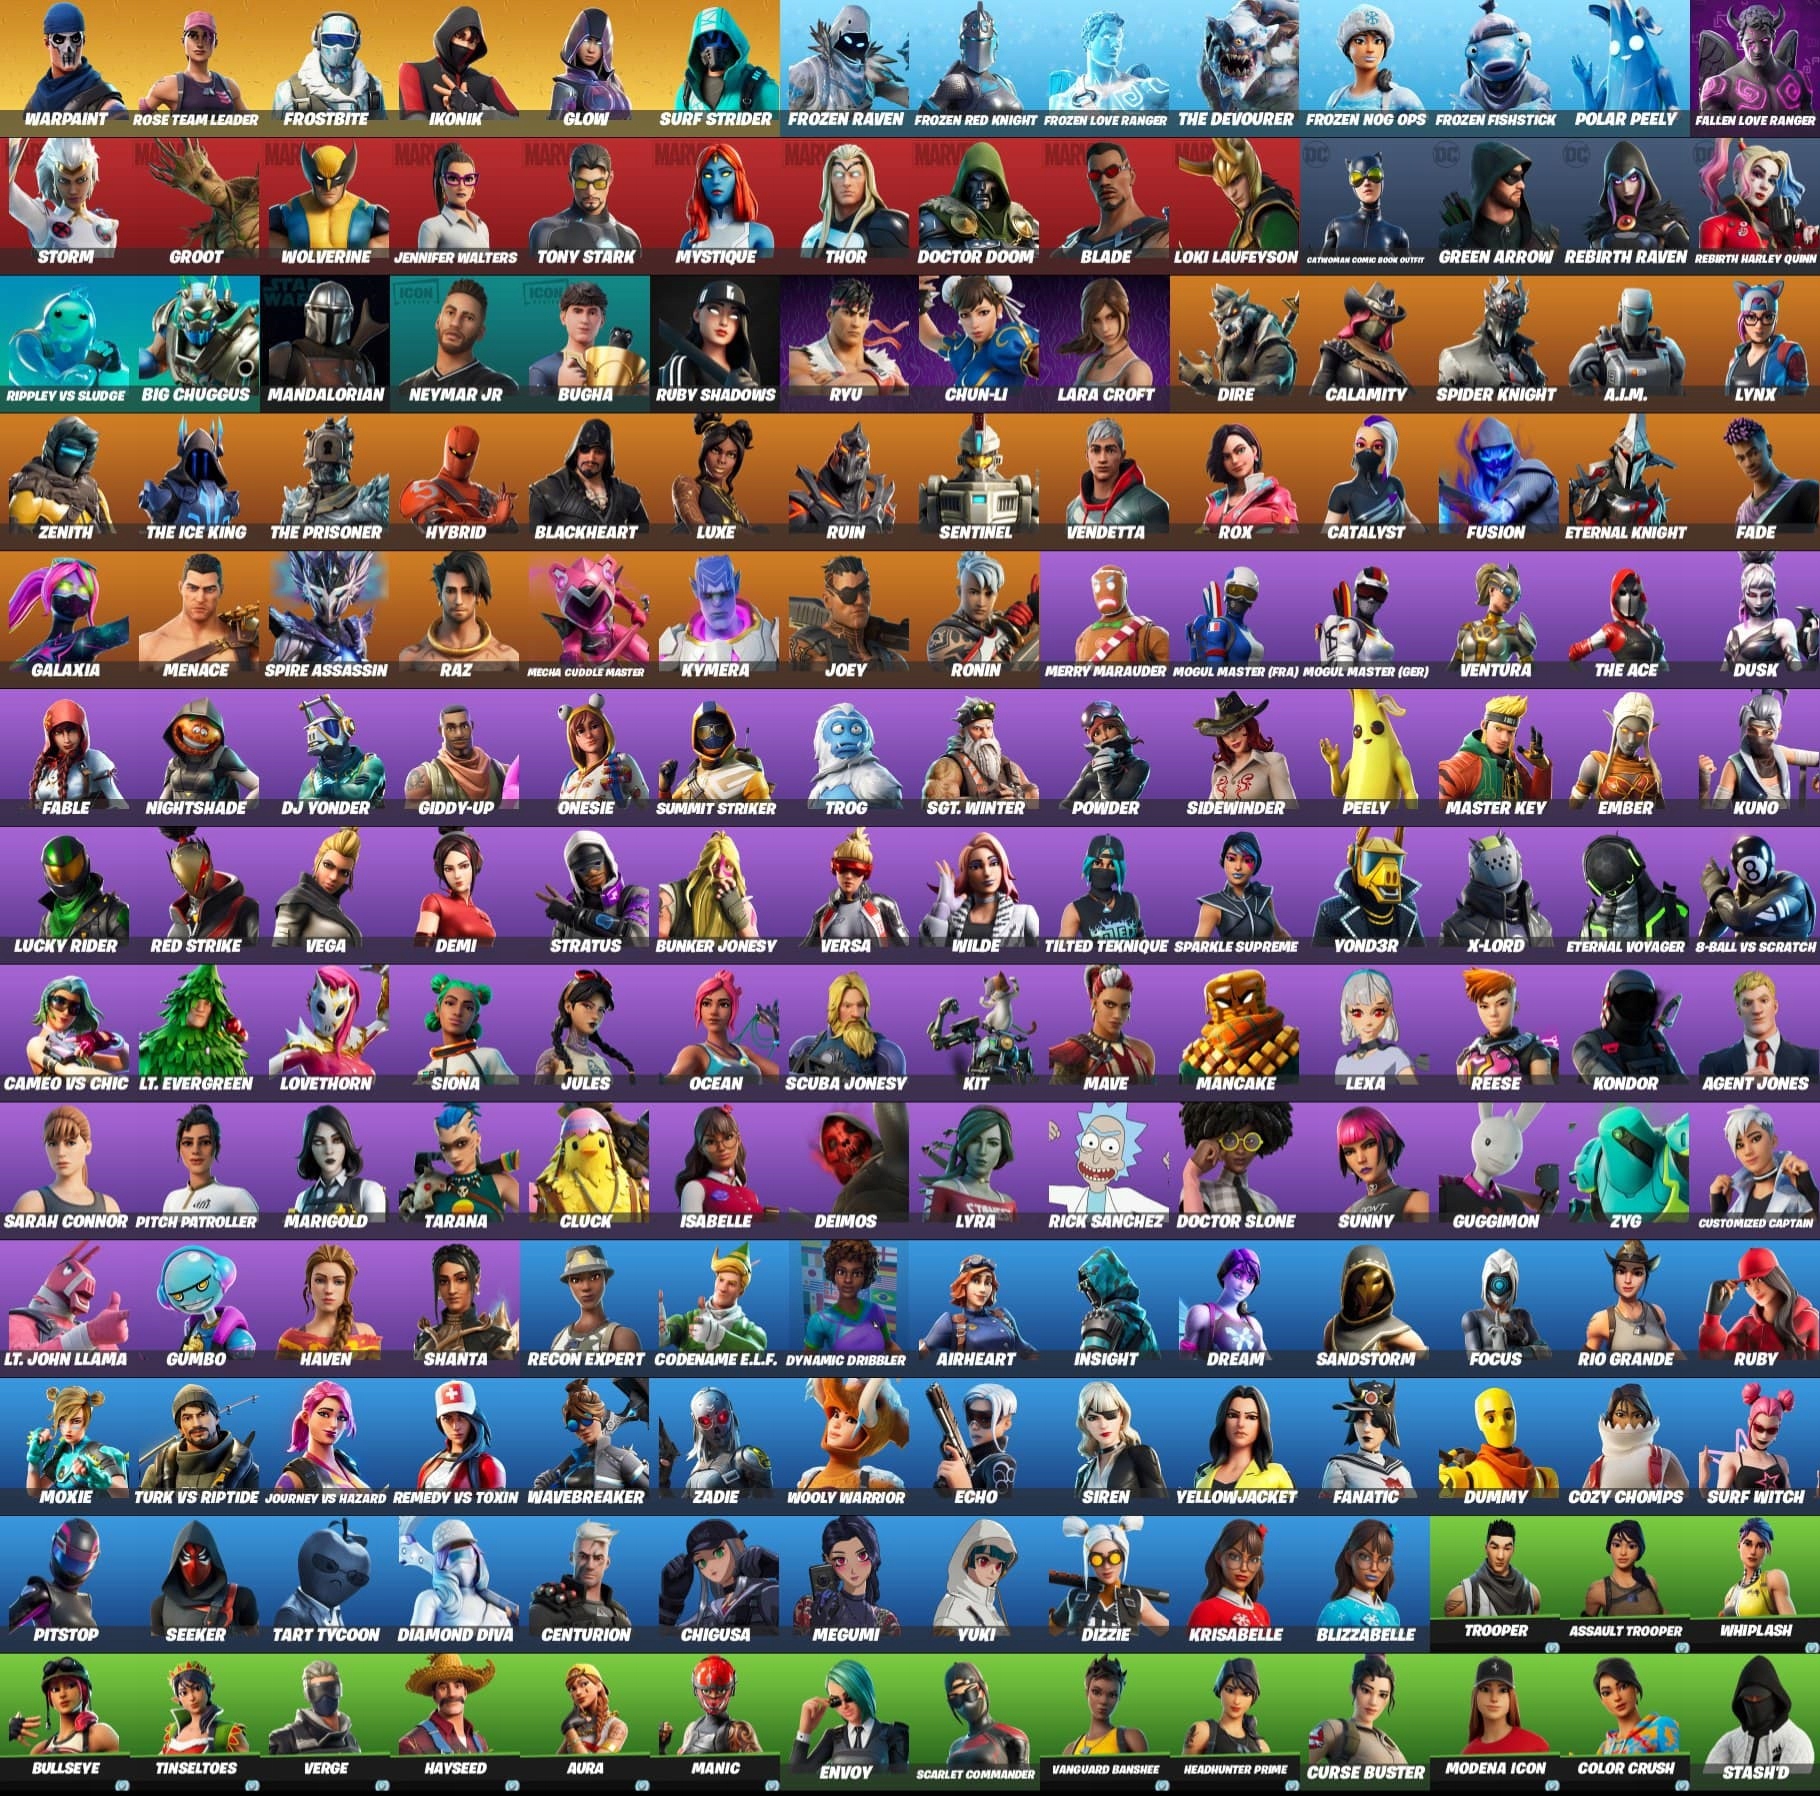 WARPAINT
ROSE TEAM LEADER
FROSTBITE
IKONIK
GLOW
SURF STRIDER
FROZEN RAVEN
FROZEN RED KNIGHT
FROZEN LOVE RANGER
THE DEVOURER
FROZEN NOG OPS
FROZEN FISHSTICK
POLAR PEELY
FALLEN LOVE RANGER
STORM
GROOT
WOLVERINE
JENNIFER WALTERS
TONY STARK
MYSTIQUE
THOR
DOCTOR DOOM
BLADE
LOKI LAUFEYSON
CATWOMAN COMIC BOOK OUTFIT
GREEN ARROW
REBIRTH RAVEN
REBIRTH HARLEY QUINN
RIPPLEY VS SLUDGE
BIG CHUGGUS
MANDALORIAN
NEYMAR JR
BUGHA
RUBY SHADOWS
RYU
CHUN-LI
LARA CROFT
DIRE
CALAMITY
SPIDER KNIGHT
A.I.M.
LYNX
ZENITH
THE ICE KING
THE PRISONER
HYBRID
BLACKHEART
LUXE
RUIN
SENTINEL
VENDETTA
ROX
CATALYST
FUSION
ETERNAL KNIGHT
FADE
GALAXIA
MENACE
SPIRE ASSASSIN
RAZ
MECHA CUDDLE MASTER
KYMERA
JOEY
RONIN
MERRY MARAUDER
MOGUL MASTER (FRA)
MOGUL MASTER (GER)
VENTURA
THE ACE
DUSK
FABLE
NIGHTSHADE
DJ YONDER
GIDDY-UP
ONESIE
SUMMIT STRIKER
TROG
SGT. WINTER
POWDER
SIDEWINDER
PEELY
MASTER KEY
EMBER
KUNO
LUCKY RIDER
RED STRIKE
VEGA
DEMI
STRATUS
BUNKER JONESY
VERSA
WILDE
TILTED TEKNIQUE
SPARKLE SUPREME
YOND3R
X-LORD
ETERNAL VOYAGER
8-BALL VS SCRATCH
CAMEO VS CHIC
LT. EVERGREEN
LOVETHORN
SIONA
JULES
OCEAN
SCUBA JONESY
KIT
MAVE
MANCAKE
LEXA
REESE
KONDOR
AGENT JONES
SARAH CONNOR
PITCH PATROLLER
MARIGOLD
TARANA
CLUCK
ISABELLE
DEIMOS
LYRA
RICK SANCHEZ
DOCTOR SLONE
SUNNY
GUGGIMON
ZYG
CUSTOMIZED CAPTAIN
LT. JOHN LLAMA
GUMBO
HAVEN
SHANTA
RECON EXPERT
CODENAME E.L.F.
DYNAMIC DRIBBLER
AIRHEART
INSIGHT
DREAM
SANDSTORM
FOCUS
RIO GRANDE
RUBY
MOXIE
TURK VS RIPTIDE
JOURNEY VS HAZARD
REMEDY VS TOXIN
WAVEBREAKER
ZADIE
WOOLY WARRIOR
ECHO
SIREN
YELLOWJACKET
FANATIC
DUMMY
COZY CHOMPS
SURF WITCH
PITSTOP
SEEKER
TART TYCOON
DIAMOND DIVA
CENTURION
CHIGUSA
MEGUMI
YUKI
DIZZIE
KRISABELLE
BLIZZABELLE
TROOPER
ASSAULT TROOPER
WHIPLASH
BULLSEYE
TINSELTOES
VERGE
HAYSEED
AURA
MANIC
ENVOY
SCARLET COMMANDER
VANGUARD BANSHEE
HEADHUNTER PRIME
CURSE BUSTER
MODENA ICON
COLOR CRUSH
STASH'D